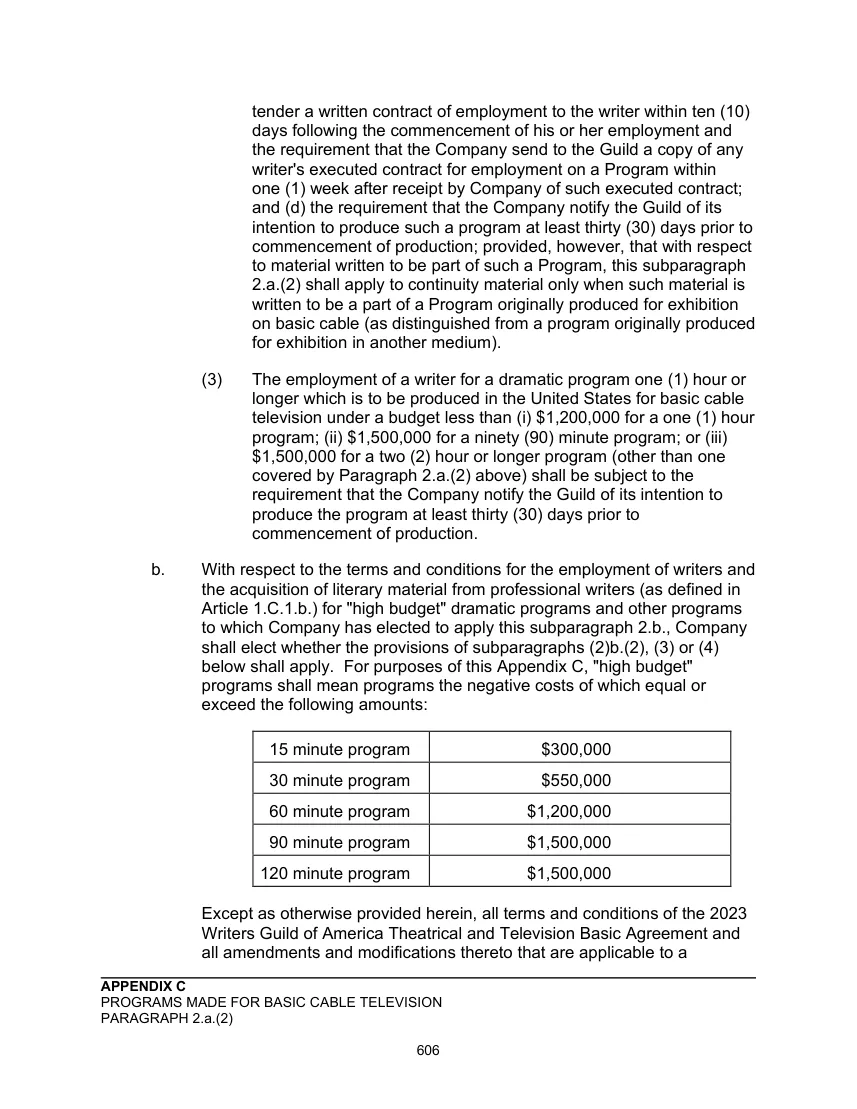 tender a written contract of employment to the writer within ten (10)
days following the commencement of his or her employment and
the requirement that the Company send to the Guild a copy of any
writer's executed contract for employment on a Program within
one (1) week after receipt by Company of such executed contract;
and (d) the requirement that the Company notify the Guild of its
intention to produce such a program at least thirty (30) days prior to
commencement of production; provided, however, that with respect
to material written to be part of such a Program, this subparagraph
2.a.(2) shall apply to continuity material only when such material is
written to be a part of a Program originally produced for exhibition
on basic cable (as distinguished from a program originally produced
for exhibition in another medium).
(3) The employment of a writer for a dramatic program one (1) hour or
longer which is to be produced in the United States for basic cable
television under a budget less than (i) $1,200,000 for a one (1) hour
program; (ii) $1,500,000 for a ninety (90) minute program; or (iii)
$1,500,000 for a two (2) hour or longer program (other than one
covered by Paragraph 2.a.(2) above) shall be subject to the
requirement that the Company notify the Guild of its intention to
produce the program at least thirty (30) days prior to
commencement of production.
b. With respect to the terms and conditions for the employment of writers and
the acquisition of literary material from professional writers (as defined in
Article 1.C.1.b.) for "high budget" dramatic programs and other programs
to which Company has elected to apply this subparagraph 2.b., Company
shall elect whether the provisions of subparagraphs (2)b.(2), (3) or (4)
below shall apply. For purposes of this Appendix C, "high budget"
programs shall mean programs the negative costs of which equal or
exceed the following amounts:
15 minute program $300,000
30 minute program $550,000
60 minute program $1,200,000
90 minute program $1,500,000
120 minute program $1,500,000
Except as otherwise provided herein, all terms and conditions of the 2023
Writers Guild of America Theatrical and Television Basic Agreement and
all amendments and modifications thereto that are applicable to a
APPENDIX C
PROGRAMS MADE FOR BASIC CABLE TELEVISION
PARAGRAPH 2.a.(2)
606